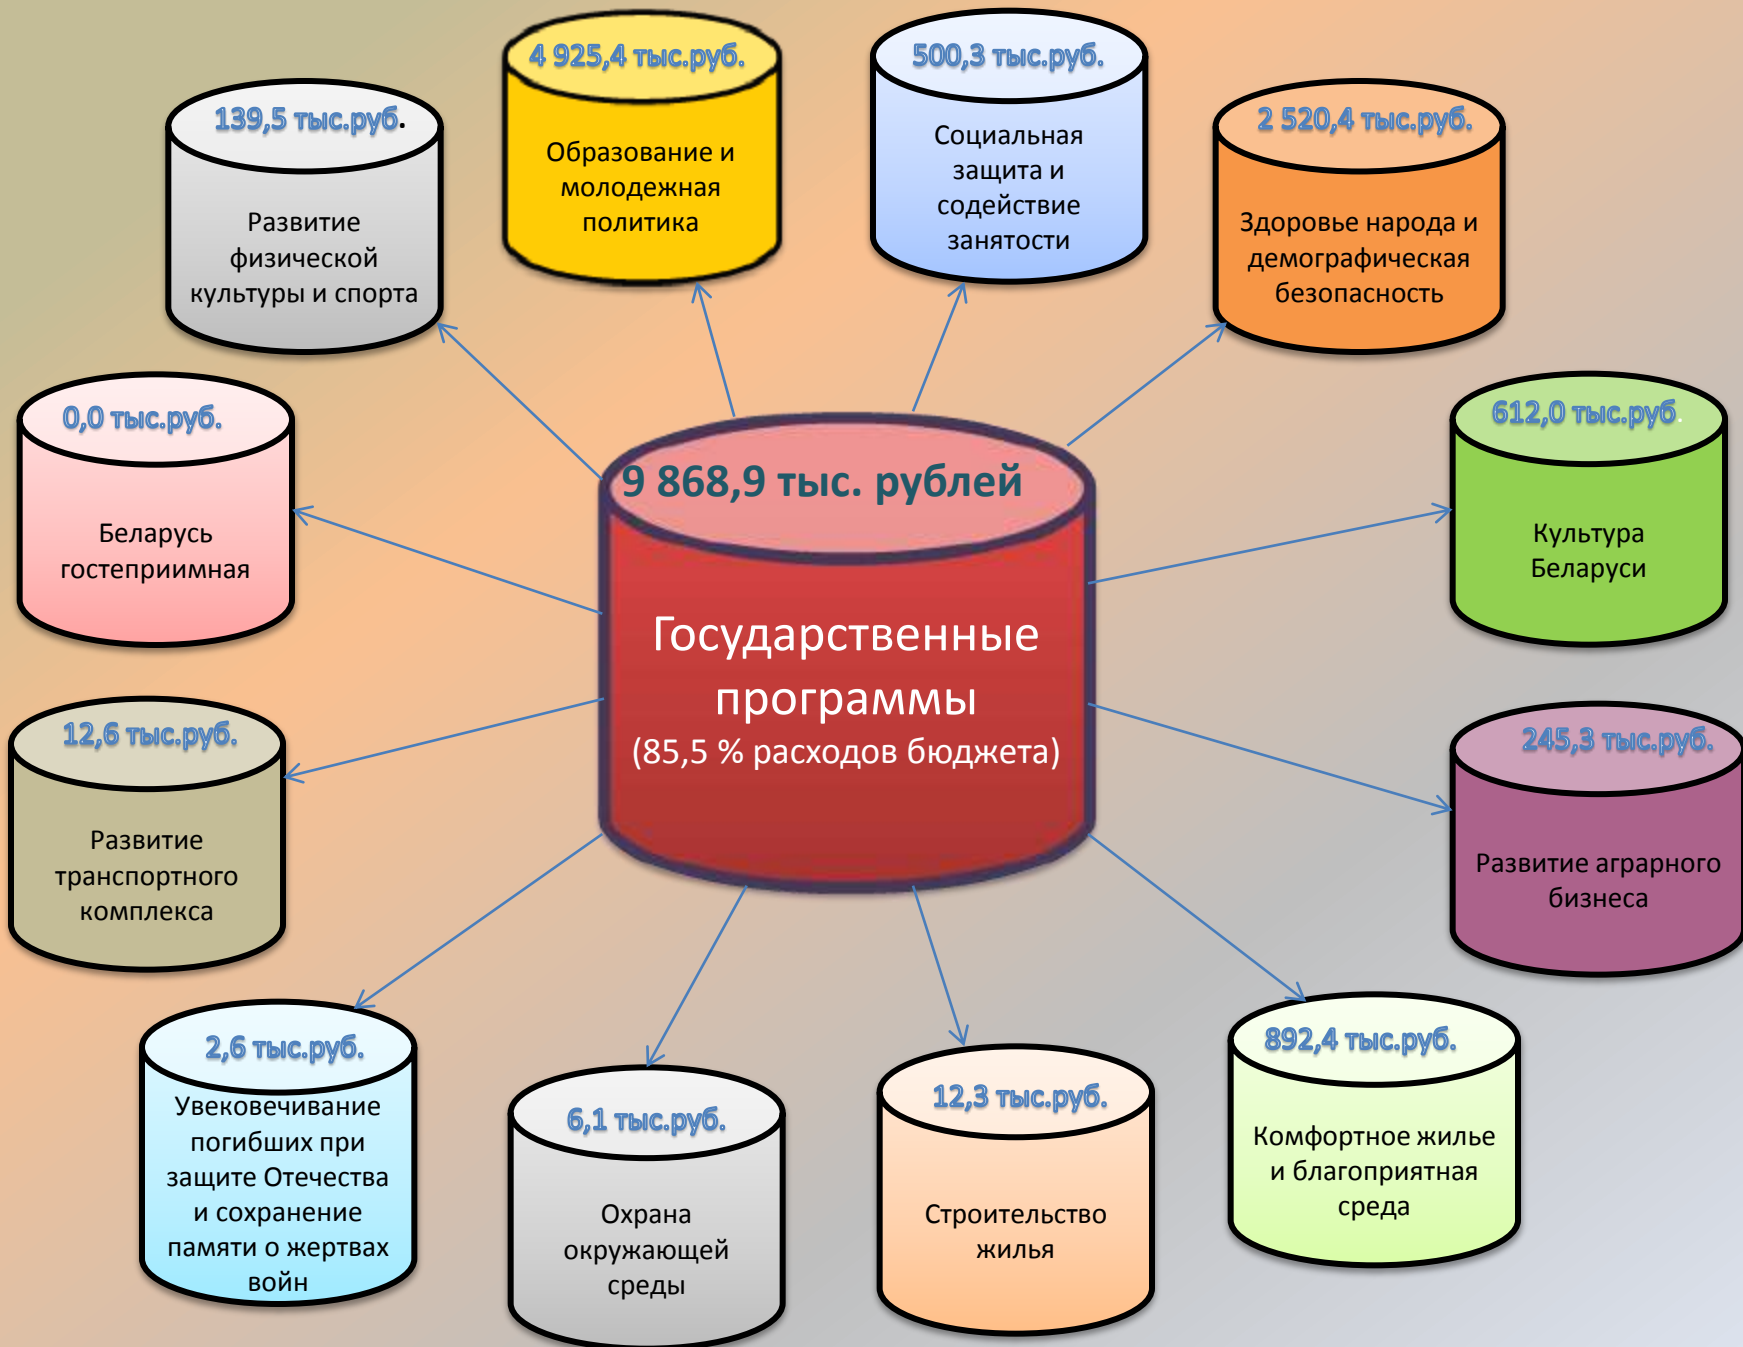 4 925,4 тыс.руб.
Образование и
молодежная
политика
500,3 тыс.руб.
Социальная
защита и
содействие
занятости
139,5 тыс.руб.
Развитие
физической
культуры и спорта
2 520,4 тыс.руб.
Здоровье народа и
демографическая
безопасность
0,0 тыс.руб.
Беларусь
гостеприимная
9 868,9 тыс. рублей
Государственные
программы
(85,5 % расходов бюджета)
612,0 тыс.руб.
Культура
Беларуси
12,6 тыс.руб.
Развитие
транспортного
комплекса
245,3 тыс.руб.
Развитие аграрного
бизнеса
2,6 тыс.руб.
Увековечивание
погибших при
защите Отечества
и сохранение
памяти о жертвах
войн
6,1 тыс.руб.
Охрана
окружающей
среды
12,3 тыс.руб.
Строительство
жилья
892,4 тыс.руб.
Комфортное жилье
и благоприятная
среда